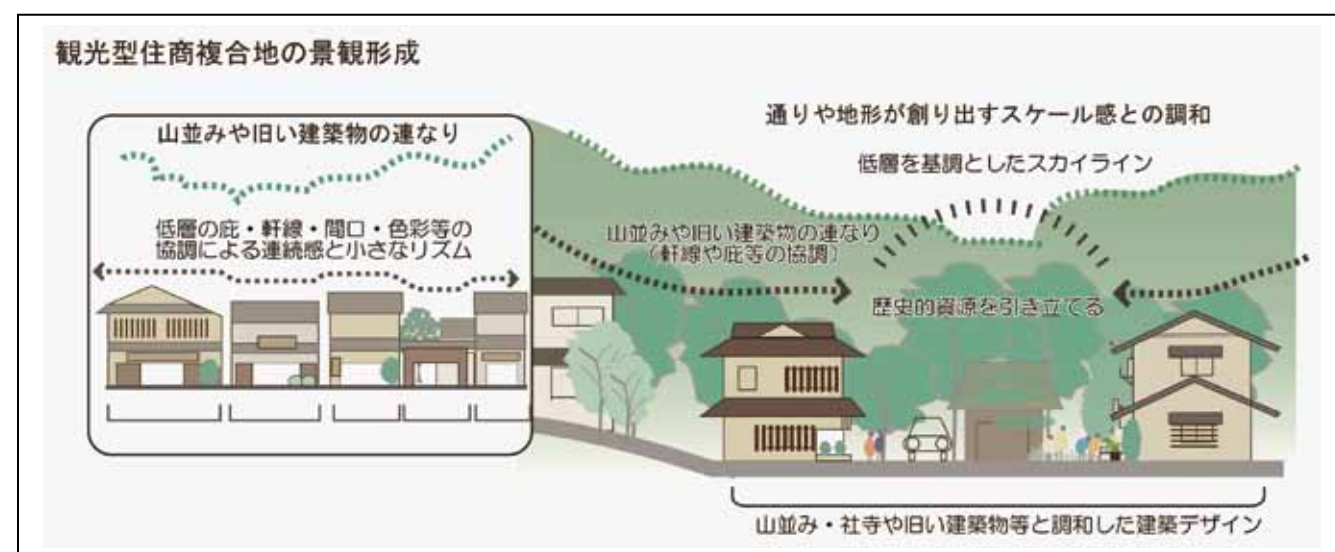 観光型住商複合地の景観形成
山並みや旧い建築物の連なり
低層の庇・軒線・間口・色彩等の
協調による連続感と小さなリズム
通りや地形が創り出すスケール感との調和
低層を基調としたスカイライン
山並みや旧い建築物の連なり
(軒線や庇等の協調)
歴史的資源を引き立てる
山並み・社寺や旧い建築物等と調和した建築デザイン